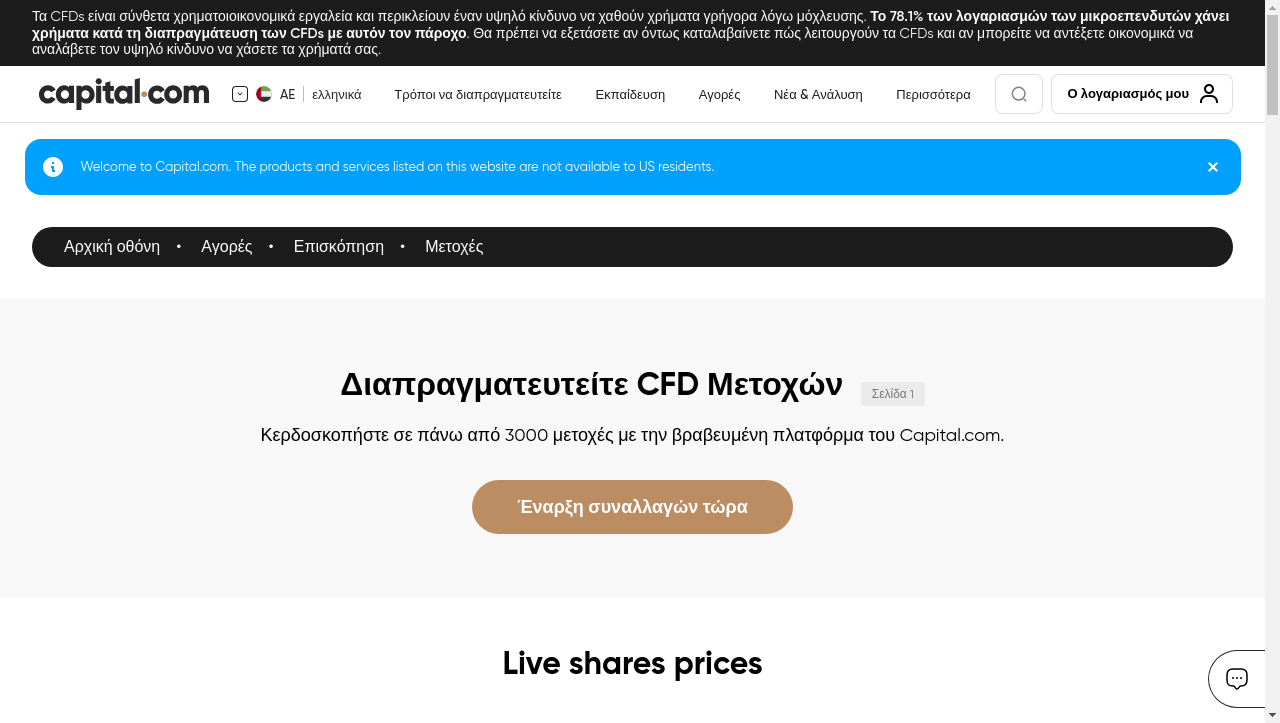 Τα CFDs είναι σύνθετα χρηματοιοικονομικά εργαλεία και περικλείουν έναν υψηλό κίνδυνο να χαθούν χρήματα γρήγορα λόγω μόχλευσης. Το 78.1% των λογαριασμών των μικροεπενδυτών χάνει
χρήματα κατά τη διαπραγμάτευση των CFDs με αυτόν τον πάροχο. Θα πρέπει να εξετάσετε αν όντως καταλαβαίνετε πώς λειτουργούν τα CFDs και αν μπορείτε να αντέξετε οικονομικά να
αναλάβετε τον υψηλό κίνδυνο να χάσετε τα χρήματά σας.
capital.com AE ελληνικά Τρόποι να διαπραγματευτείτε Εκπαίδευση Αγορές Νέα & Ανάλυση Περισσότερα Ο λογαριασμός μου
Welcome to Capital.com. The products and services listed on this website are not available to US residents.
Αρχική οθόνη • Αγορές • Επισκόπηση • Μετοχές
Διαπραγματευτείτε CFD Μετοχών Σελίδα 1
Κερδοσκοπήστε σε πάνω από 3000 μετοχές με την βραβευμένη πλατφόρμα του Capital.com.
Έναρξη συναλλαγών τώρα
Live shares prices